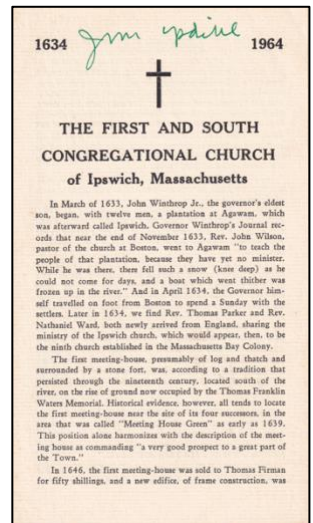 1634 1964
THE FIRST AND SOUTH
CONGREGATIONAL CHURCH
of Ipswich, Massachusetts
In March of 1633, John Winthrop Jr., the governor's eldest
son, began, with twelve men, a plantation at Agawam, which
was afterward called Ipswich. Governor Winthrop's Journal rec-
ords that near the end of November 1633, Rev. John Wilson,
pastor of the church at Boston, went to Agawam "to teach the
people of that plantation, because they have yet no minister.
While he was there, there fell such a snow (knee deep) as he
could not come for days, and a boat which went thither was
frozen up in the river." And in April 1634, the Governor him-
self travelled on foot from Boston to spend a Sunday with the
settlers. Later in 1634, we find Rev. Thomas Parker and Rev.
Nathaniel Ward, both newly arrived from England, sharing the
ministry of the Ipswich church, which would appear, then, to be
the ninth church established in the Massachusetts Bay Colony.
The first meeting-house, presumably of log and thatch and
surrounded by a stone fort, was, according to a tradition that
persisted through the nineteenth century, located south of the
river, on the rise of ground now occupied by the Thomas Franklin
Waters Memorial. Historical evidence, however, all tends to locate
the first meeting-house near the site of its four successors, in the
area that was called "Meeting House Green" as early as 1639.
This position alone harmonizes with the description of the meet-
ing house as commanding "a very good prospect to a great part of
the Town."
In 1646, the first meeting-house was sold to Thomas Firman
for fifty shillings, and a new edifice, of frame construction, was